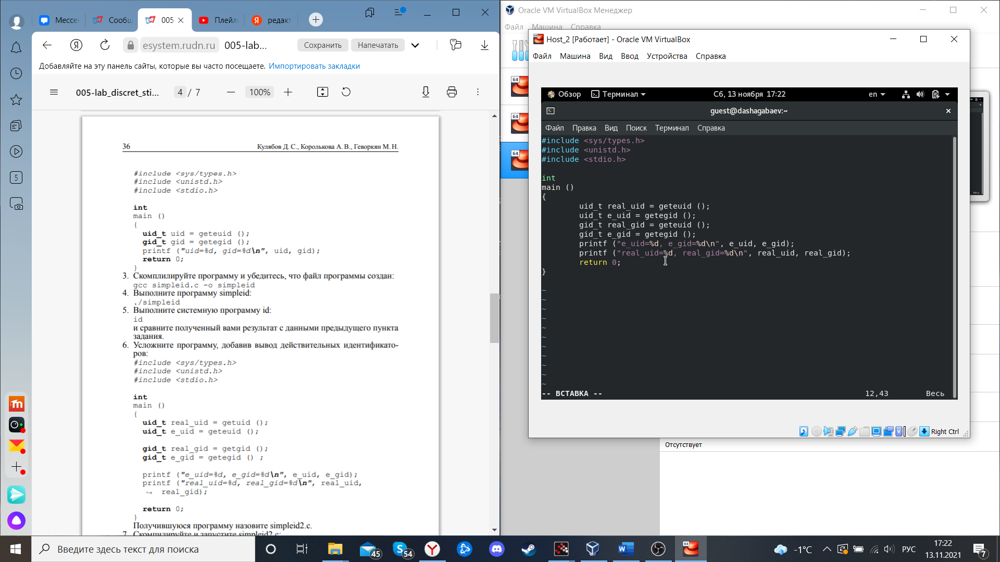 Мессе
Сообщ
005
Плейл
редакт
esystem.rudn.ru
005-lab...
Сохранить
Напечатать
Добавляйте на эту панель сайты, которые вы часто посещаете. Импортировать закладки
005-lab_discret_sti...
4 / 7
100%
36
Кулябов Д. С., Королькова А. В., Геворкян М. Н.
#include <sys/types.h>
#include <unistd.h>
#include <stdio.h>
int
main ()
{
uid_t uid = geteuid ();
gid_t gid = getegid ();
printf ("uid=%d, gid=%d\n", uid, gid);
return 0;
}
3. Скомплилируйте программу и убедитесь, что файл программы создан:
gcc simpleid.c -o simpleid
4. Выполните программу simpleid:
./simpleid
5. Выполните системную программу id:
id
и сравните полученный вами результат с данными предыдущего пункта
задания.
6. Усложните программу, добавив вывод действительных идентификато-
ров:
#include <sys/types.h>
#include <unistd.h>
#include <stdio.h>
int
main ()
{
uid_t real_uid = getuid ();
uid_t e_uid = geteuid ();
gid_t real_gid = getgid ();
gid_t e_gid = getegid () ;
printf ("e_uid=%d, e_gid=%d\n", e_uid, e_gid);
printf ("real_uid=%d, real_gid=%d\n", real_uid,
↪ real_gid);
return 0;
}
Получившуюся программу назовите simpleid2.c.
7. Скомпилируйте и запустите simpleid2.c:
5
Oracle VM VirtualBox Менеджер
Файл Машина Справка
64
64
64
Host_2 [Работает] - Oracle VM VirtualBox
Файл Машина Вид Ввод Устройства Справка
Обзор
Терминал
Сб, 13 ноября 17:22
en
guest@dashagabaev:~
Файл Правка Вид Поиск Терминал Справка
#include <sys/types.h>
#include <unistd.h>
#include <stdio.h>
int
main ()
{
uid_t real_uid = geteuid ();
uid_t e_uid = getegid ();
gid_t real_gid = geteuid ();
gid_t e_gid = getegid ();
printf ("e_uid=%d, e_gid=%d\n", e_uid, e_gid);
printf ("real_uid=%d, real_gid=%d\n", real_uid, real_gid);
return 0;
}
~
~
~
~
~
~
~
~
~
~
~
-- ВСТАВКА --
12,43
Весь
Right Ctrl
Отсутствует
Введите здесь текст для поиска
45
54
-1°C
РУС
17:22
13.11.2021
7